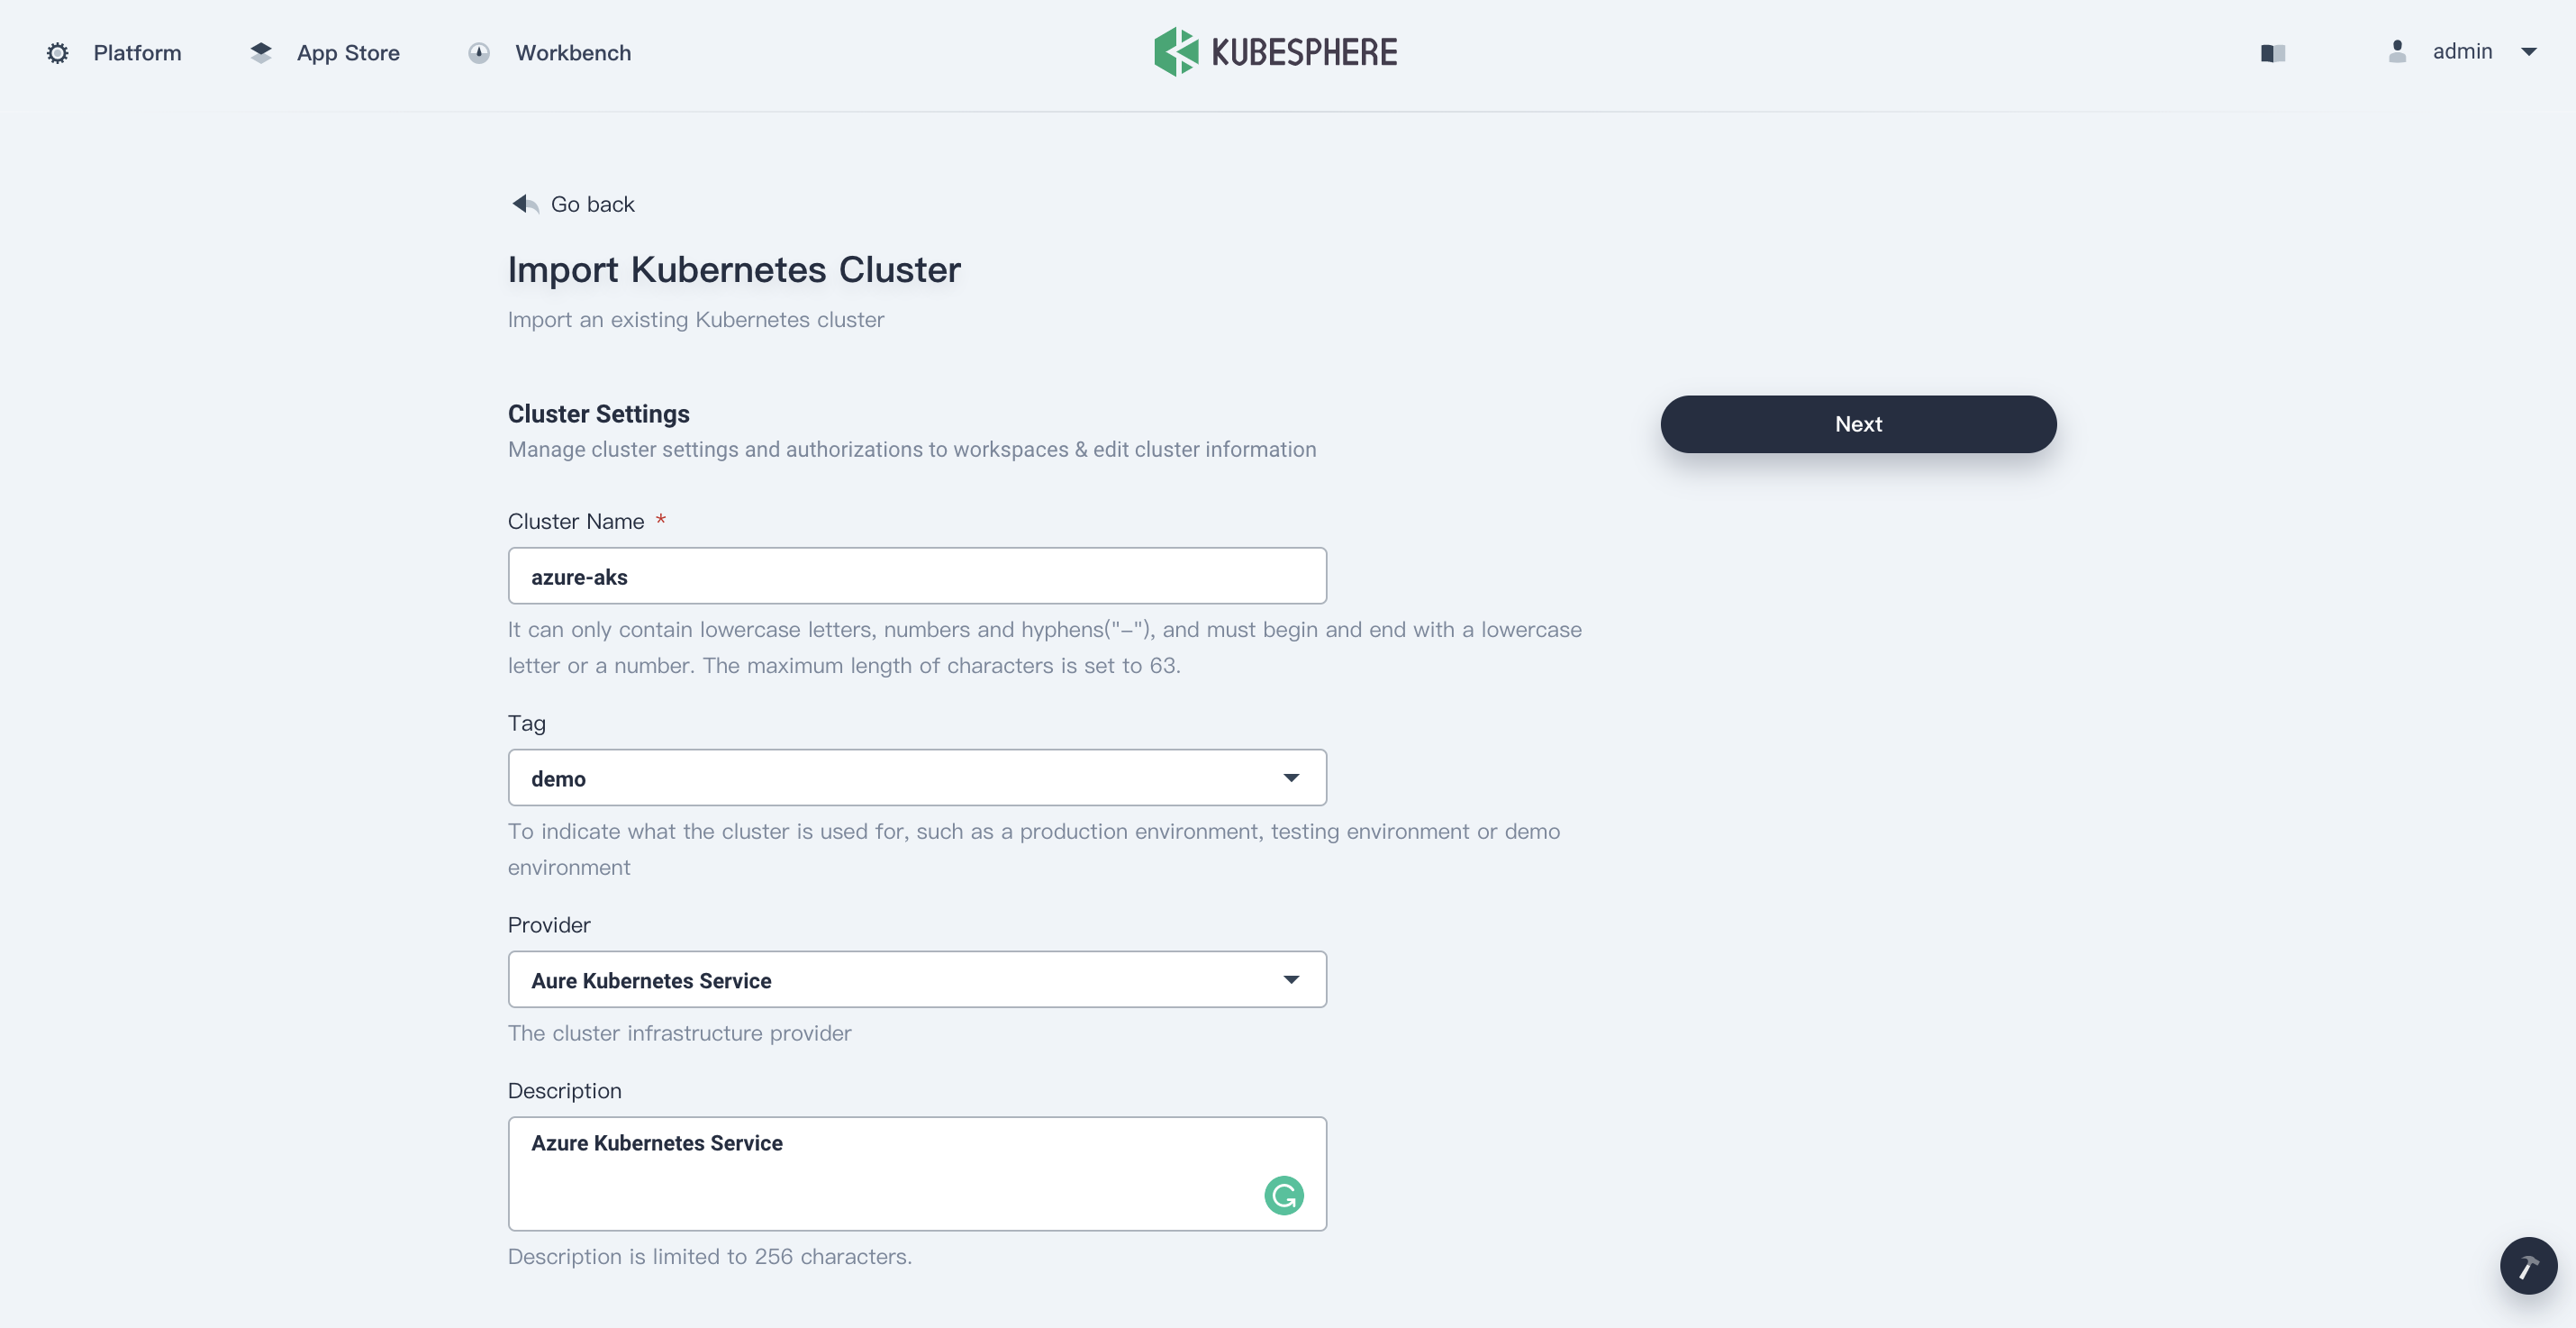 Platform
App Store
Workbench
KUBESPHERE
admin
Go back
Import Kubernetes Cluster
Import an existing Kubernetes cluster
Cluster Settings
Manage cluster settings and authorizations to workspaces & edit cluster information
Next
Cluster Name *
azure-aks
It can only contain lowercase letters, numbers and hyphens("-"), and must begin and end with a lowercase
letter or a number. The maximum length of characters is set to 63.
Tag
demo
To indicate what the cluster is used for, such as a production environment, testing environment or demo
environment
Provider
Aure Kubernetes Service
The cluster infrastructure provider
Description
Azure Kubernetes Service
Description is limited to 256 characters.